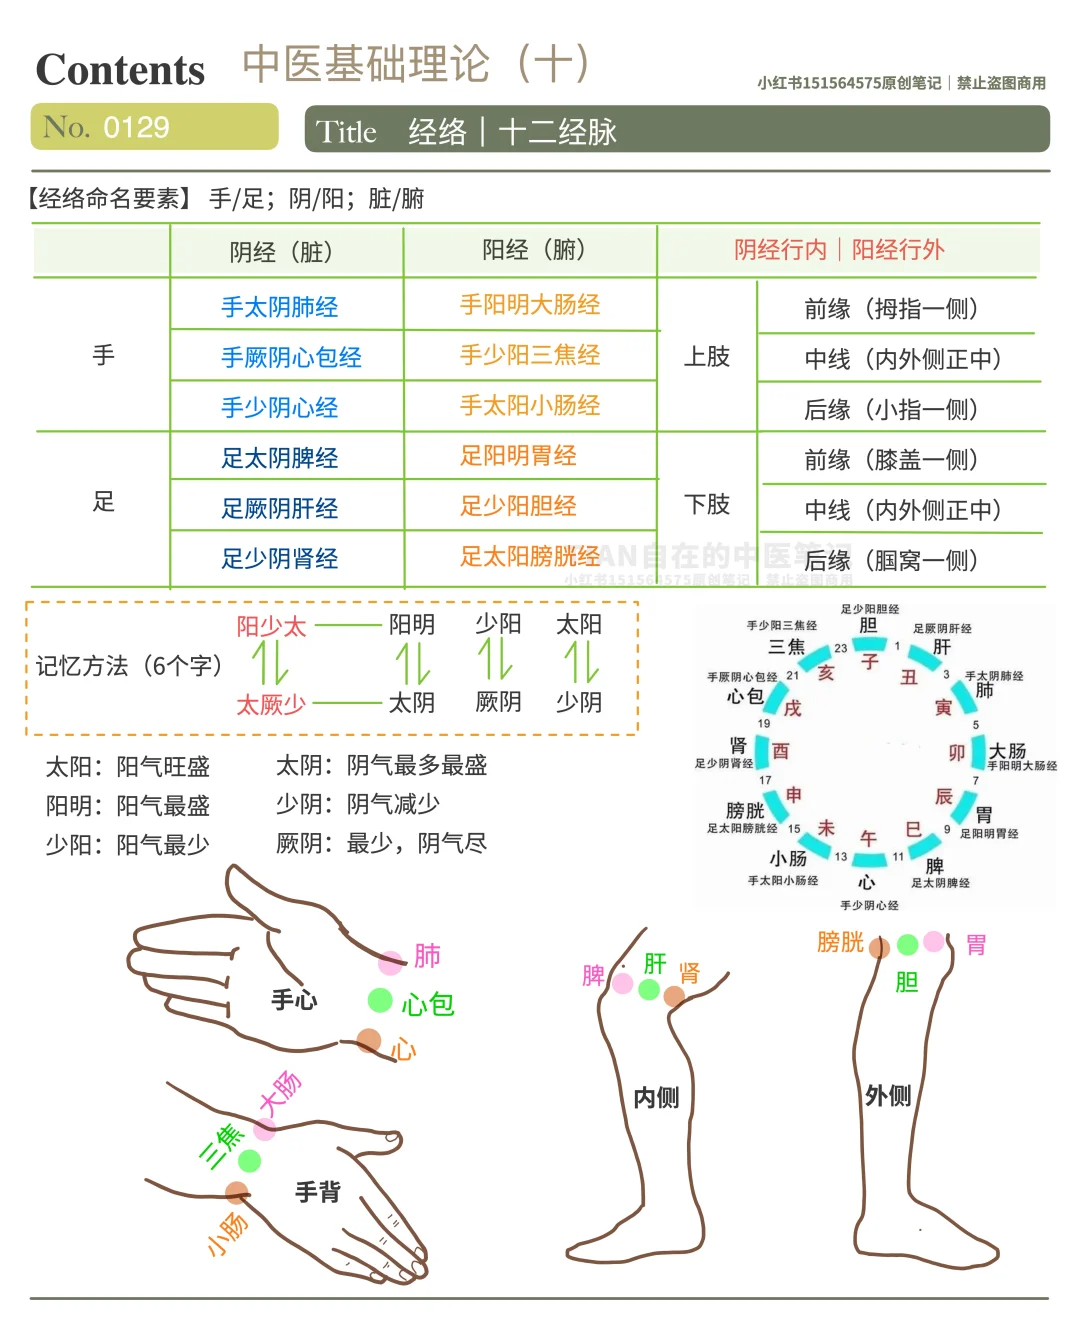 Contents 中医基础理论（十）
小红书151564575原创笔记｜禁止盗图商用
No. 0129
Title 经络｜十二经脉
【经络命名要素】 手/足；阴/阳；脏/腑
阴经（脏） 阳经（腑） 阴经行内｜阳经行外
手太阴肺经 手阳明大肠经 前缘（拇指一侧）
手 手厥阴心包经 手少阳三焦经 上肢 中线（内外侧正中）
手少阴心经 手太阳小肠经 后缘（小指一侧）
足太阴脾经 足阳明胃经 前缘（膝盖一侧）
足 足厥阴肝经 足少阳胆经 下肢 中线（内外侧正中）
足少阴肾经 足太阳膀胱经 后缘（腘窝一侧）
AN自在的中医笔记
小红书151564575原创笔记｜禁止盗图商用
阳少太 阳明 少阳 太阳
记忆方法（6个字）
太厥少 太阴 厥阴 少阴
太阳：阳气旺盛
阳明：阳气最盛
少阳：阳气最少
太阴：阴气最多最盛
少阴：阴气减少
厥阴：最少，阴气尽
足少阳胆经
胆
子
1
足厥阴肝经
肝
丑
3
手太阴肺经
肺
寅
5
大肠
手阳明大肠经
卯
7
胃
足阳明胃经
辰
9
脾
足太阴脾经
巳
11
心
手少阴心经
午
13
小肠
手太阳小肠经
未
15
膀胱
足太阳膀胱经
申
17
肾
足少阴肾经
酉
19
手厥阴心包经
心包
戌
21
手少阳三焦经
三焦
亥
23
肺
手心
心包
心
大肠
三焦
手背
小肠
脾
肝
肾
内侧
膀胱
胆
胃
外侧